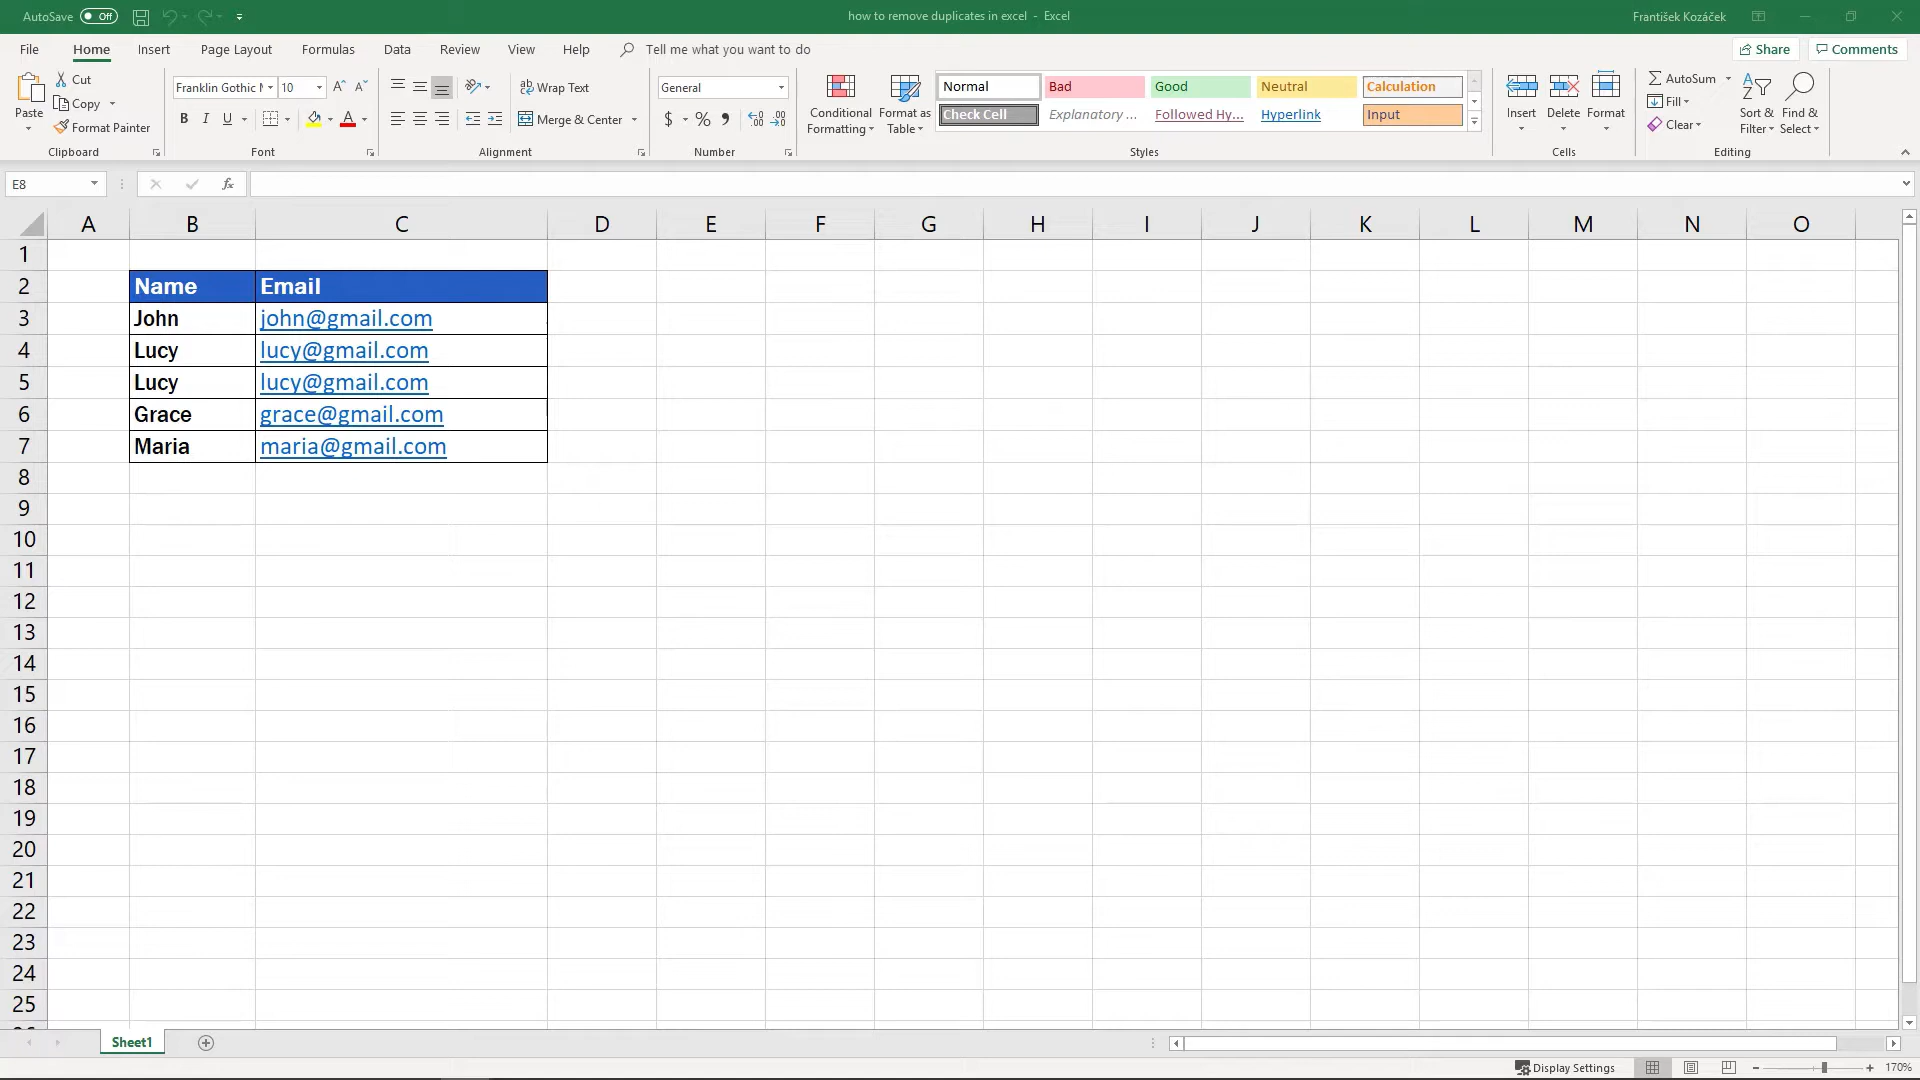 AutoSave Off how to remove duplicates in excel - Excel František Kozáček
File Home Insert Page Layout Formulas Data Review View Help Tell me what you want to do Share Comments
Paste Cut Copy Format Painter
Clipboard
Franklin Gothic M 10 A A
B I U A
Font
ab Wrap Text
Merge & Center
Alignment
General
$ % 9 .00 .00
Number
Conditional Formatting Format as Table
Normal Bad Good Neutral Calculation
Check Cell Explanatory ... Followed Hy... Hyperlink Input
Styles
Insert Delete Format
Cells
AutoSum Fill Clear
Sort & Filter Find & Select
Editing
E8 fx
A B C D E F G H I J K L M N O
1
2 Name Email
3 John john@gmail.com
4 Lucy lucy@gmail.com
5 Lucy lucy@gmail.com
6 Grace grace@gmail.com
7 Maria maria@gmail.com
8
9
10
11
12
13
14
15
16
17
18
19
20
21
22
23
24
25
Sheet1
Display Settings 170%